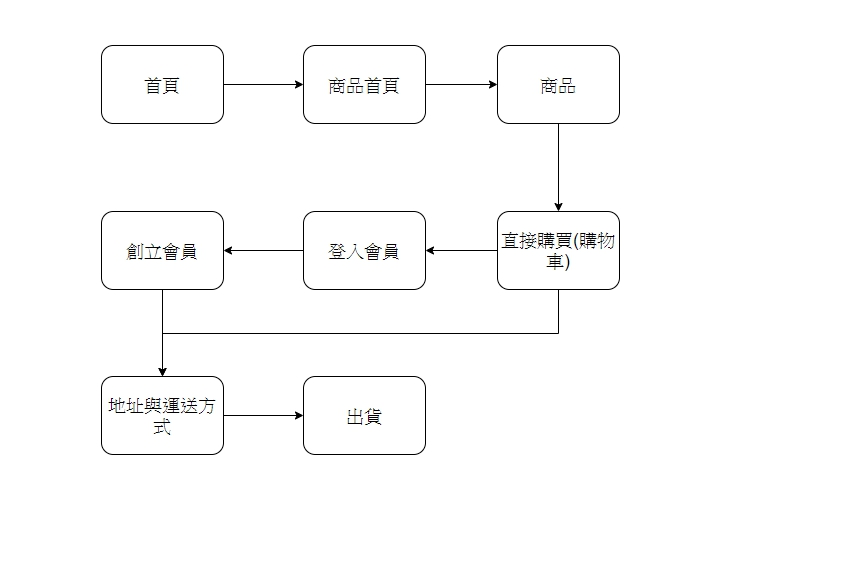 首頁
商品首頁
商品
創立會員
登入會員
直接購買(購物
車)
地址與運送方
式
出貨